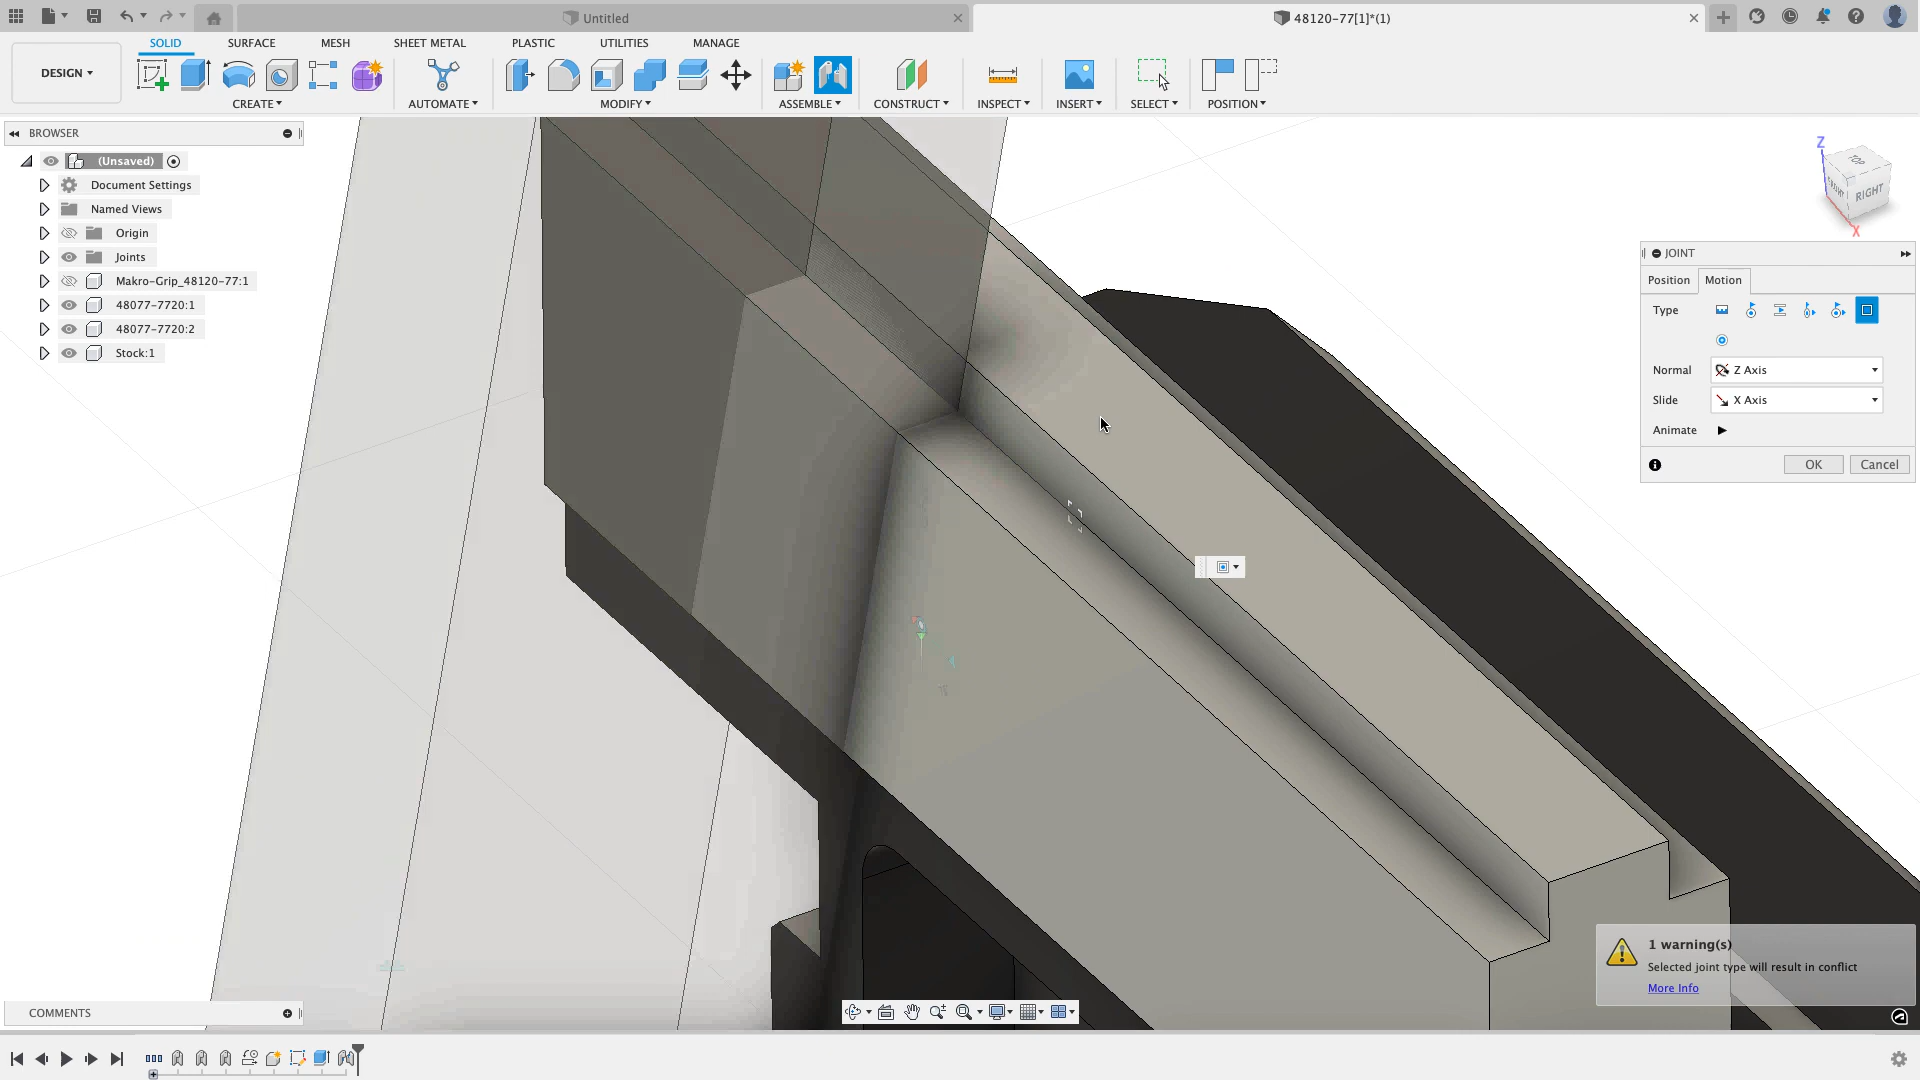 Untitled
48120-77[1]*(1)
DESIGN
SOLID
SURFACE
MESH
SHEET METAL
PLASTIC
UTILITIES
MANAGE
CREATE
AUTOMATE
MODIFY
ASSEMBLE
CONSTRUCT
INSPECT
INSERT
SELECT
POSITION
BROWSER
(Unsaved)
Document Settings
Named Views
Origin
Joints
Makro-Grip_48120-77:1
48077-7720:1
48077-7720:2
Stock:1
Z
TOP
RIGHT
X
JOINT
Position
Motion
Type
Normal
Z Axis
Slide
X Axis
Animate
OK
Cancel
1 warning(s)
Selected joint type will result in conflict
More Info
COMMENTS